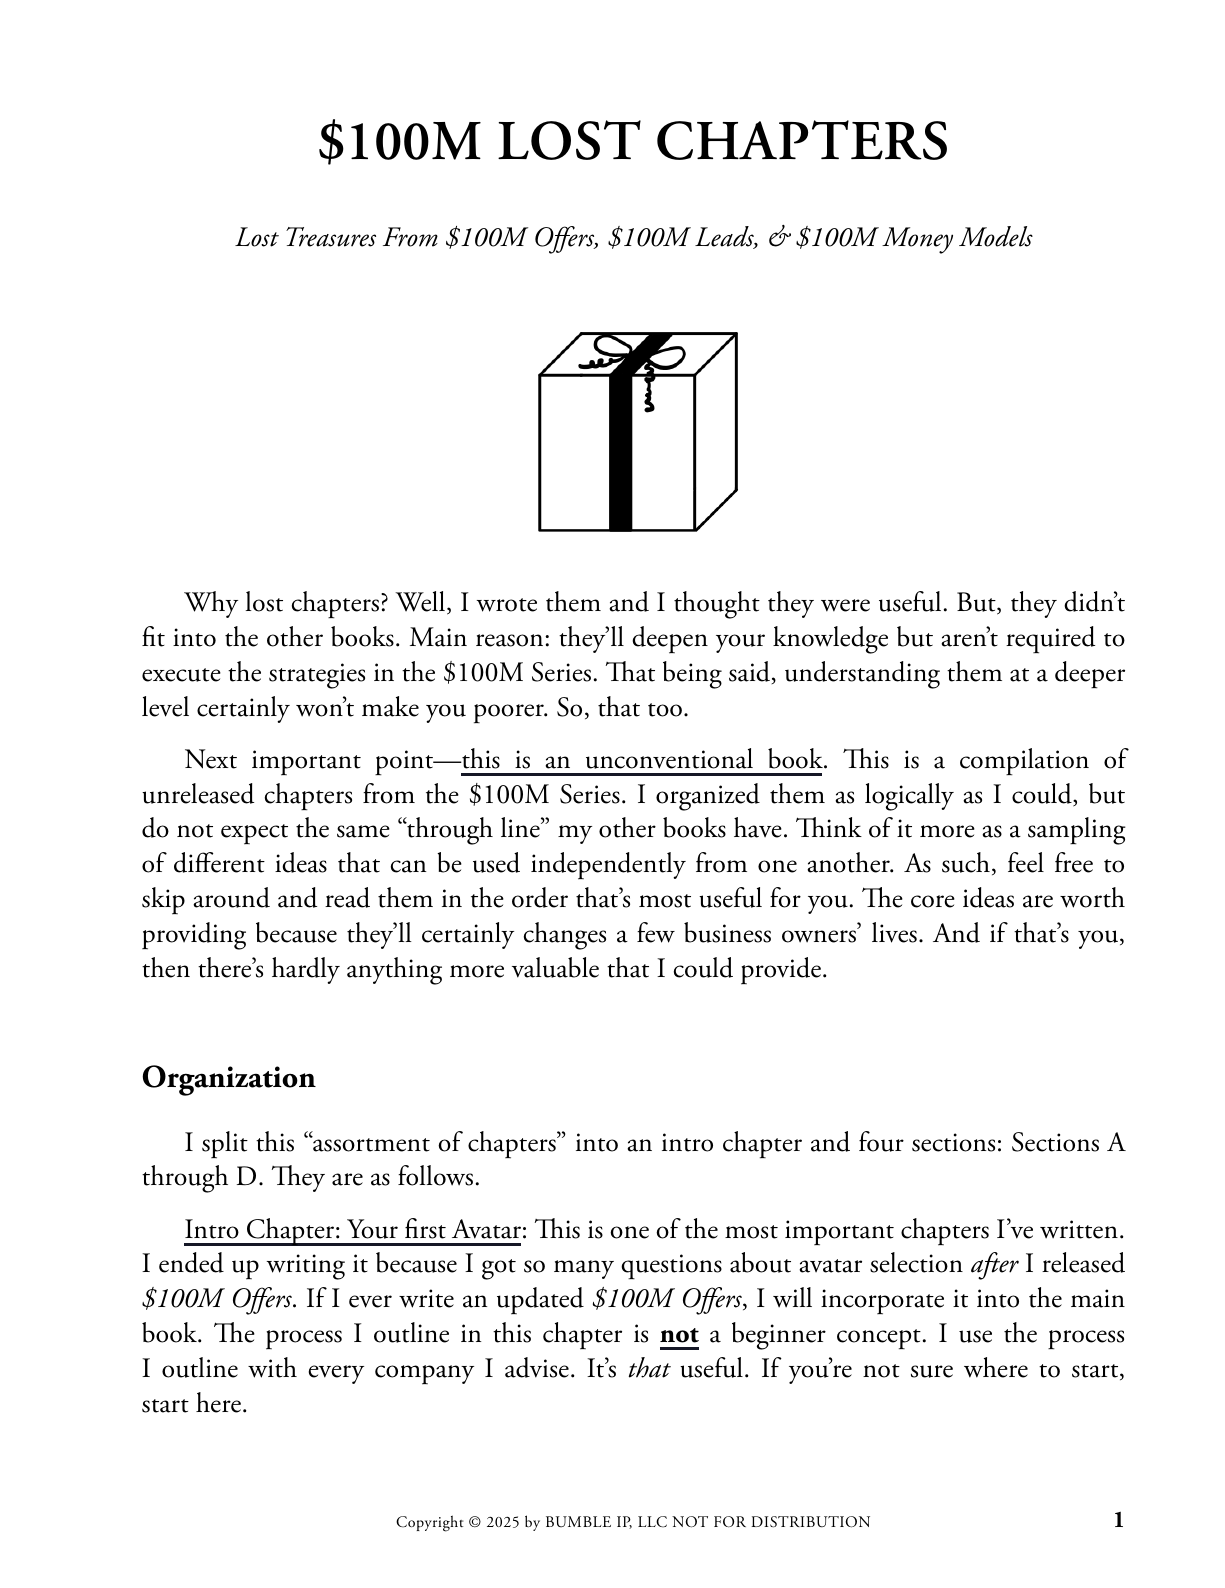 $100M LOST CHAPTERS
Lost Treasures From $100M Offers, $100M Leads, & $100M Money Models
Why lost chapters? Well, I wrote them and I thought they were useful. But, they didn’t
fit into the other books. Main reason: they’ll deepen your knowledge but aren’t required to
execute the strategies in the $100M Series. That being said, understanding them at a deeper
level certainly won’t make you poorer. So, that too.
Next important point—this is an unconventional book. This is a compilation of
unreleased chapters from the $100M Series. I organized them as logically as I could, but
do not expect the same “through line” my other books have. Think of it more as a sampling
of different ideas that can be used independently from one another. As such, feel free to
skip around and read them in the order that’s most useful for you. The core ideas are worth
providing because they’ll certainly changes a few business owners’ lives. And if that’s you,
then there’s hardly anything more valuable that I could provide.
Organization
I split this “assortment of chapters” into an intro chapter and four sections: Sections A
through D. They are as follows.
Intro Chapter: Your first Avatar: This is one of the most important chapters I’ve written.
I ended up writing it because I got so many questions about avatar selection after I released
$100M Offers. If I ever write an updated $100M Offers, I will incorporate it into the main
book. The process I outline in this chapter is not a beginner concept. I use the process
I outline with every company I advise. It’s that useful. If you’re not sure where to start,
start here.
Copyright © 2025 by BUMBLE IP, LLC NOT FOR DISTRIBUTION
1